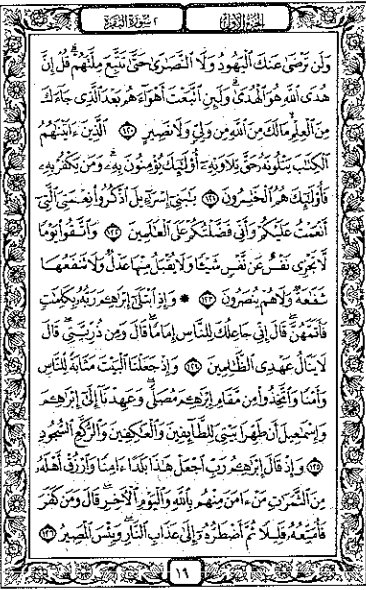 الجزء الأول
٢ سورة البقرة
وَلَن تَرْضَىٰ عَنكَ ٱلْيَهُودُ وَلَا ٱلنَّصَٰرَىٰ حَتَّىٰ تَتَّبِعَ مِلَّتَهُمْ ۗ قُلْ إِنَّ
هُدَى ٱللَّهِ هُوَ ٱلْهُدَىٰ ۗ وَلَئِنِ ٱتَّبَعْتَ أَهْوَآءَهُم بَعْدَ ٱلَّذِى جَآءَكَ
مِنَ ٱلْعِلْمِ ۙ مَا لَكَ مِنَ ٱللَّهِ مِن وَلِىٍّ وَلَا نَصِيرٍ ١٢٠ ٱلَّذِينَ ءَاتَيْنَٰهُمُ
ٱلْكِتَٰبَ يَتْلُونَهُۥ حَقَّ تِلَاوَتِهِۦٓ أُو۟لَٰٓئِكَ يُؤْمِنُونَ بِهِۦ ۗ وَمَن يَكْفُرْ بِهِۦ
فَأُو۟لَٰٓئِكَ هُمُ ٱلْخَٰسِرُونَ ١٢١ يَٰبَنِىٓ إِسْرَٰٓءِيلَ ٱذْكُرُوا۟ نِعْمَتِىَ ٱلَّتِىٓ
أَنْعَمْتُ عَلَيْكُمْ وَأَنِّى فَضَّلْتُكُمْ عَلَى ٱلْعَٰلَمِينَ ١٢٢ وَٱتَّقُوا۟ يَوْمًا
لَّا تَجْزِى نَفْسٌ عَن نَّفْسٍ شَيْـًٔا وَلَا يُقْبَلُ مِنْهَا عَدْلٌ وَلَا تَنفَعُهَا
شَفَٰعَةٌ وَلَا هُمْ يُنصَرُونَ ١٢٣ ۞ وَإِذِ ٱبْتَلَىٰٓ إِبْرَٰهِـۧمَ رَبُّهُۥ بِكَلِمَٰتٍ
فَأَتَمَّهُنَّ ۖ قَالَ إِنِّى جَاعِلُكَ لِلنَّاسِ إِمَامًا ۖ قَالَ وَمِن ذُرِّيَّتِى ۖ قَالَ
لَا يَنَالُ عَهْدِى ٱلظَّٰلِمِينَ ١٢٤ وَإِذْ جَعَلْنَا ٱلْبَيْتَ مَثَابَةً لِّلنَّاسِ
وَأَمْنًا وَٱتَّخِذُوا۟ مِن مَّقَامِ إِبْرَٰهِـۧمَ مُصَلًّى ۖ وَعَهِدْنَآ إِلَىٰٓ إِبْرَٰهِـۧمَ
وَإِسْمَٰعِيلَ أَن طَهِّرَا بَيْتِىَ لِلطَّآئِفِينَ وَٱلْعَٰكِفِينَ وَٱلرُّكَّعِ ٱلسُّجُودِ
١٢٥ وَإِذْ قَالَ إِبْرَٰهِـۧمُ رَبِّ ٱجْعَلْ هَٰذَا بَلَدًا ءَامِنًا وَٱرْزُقْ أَهْلَهُۥ
مِنَ ٱلثَّمَرَٰتِ مَنْ ءَامَنَ مِنْهُم بِٱللَّهِ وَٱلْيَوْمِ ٱلْءَاخِرِ ۖ قَالَ وَمَن كَفَرَ
فَأُمَتِّعُهُۥ قَلِيلًا ثُمَّ أَضْطَرُّهُۥٓ إِلَىٰ عَذَابِ ٱلنَّارِ ۖ وَبِئْسَ ٱلْمَصِيرُ ١٢٦
١٩